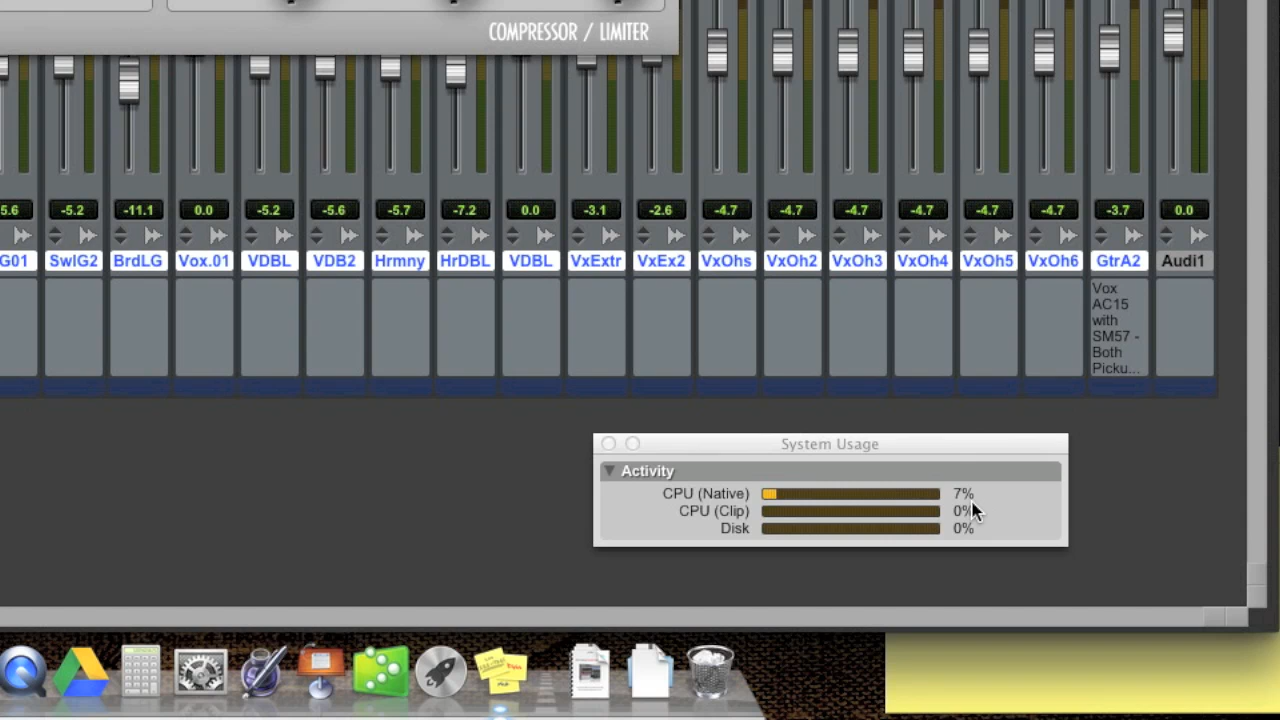 COMPRESSOR / LIMITER
5.6 -5.2 -11.1 0.0 -5.2 -5.6 -5.7 -7.2 0.0 -3.1 -2.6 -4.7 -4.7 -4.7 -4.7 -4.7 -4.7 -3.7 0.0
G01 SwlG2 BrdLG Vox.01 VDBL VDB2 Hrmny HrDBL VDBL VxExtr VxEx2 VxOhs VxOh2 VxOh3 VxOh4 VxOh5 VxOh6 GtrA2 Audi1
Vox
AC15
with
SM57 -
Both
Picku...
System Usage
Activity
CPU (Native) 7%
CPU (Clip) 0%
Disk 0%